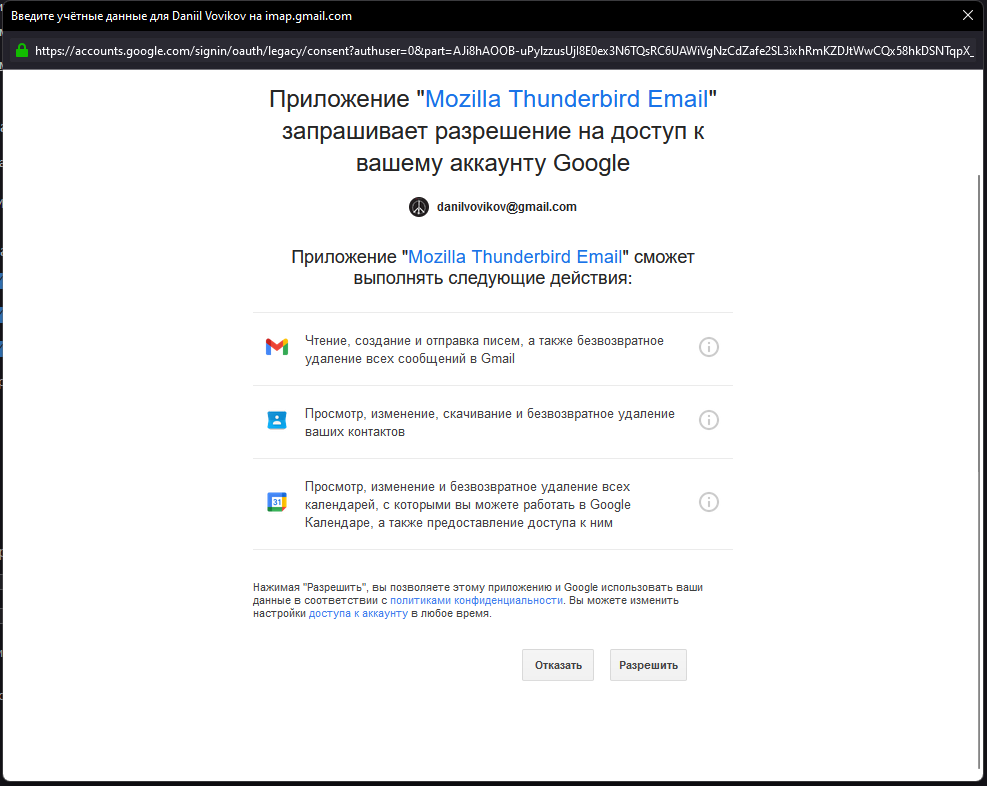 Введите учётные данные для Daniil Vovikov на imap.gmail.com
https://accounts.google.com/signin/oauth/legacy/consent?authuser=0&part=AJi8hAOOB-uPylzzusUjl8E0ex3N6TQsRC6UAWiVgNzCdZafe2SL3ixhRmKZDJtWwCQx58hkDSNTqpX_
Приложение "Mozilla Thunderbird Email"
запрашивает разрешение на доступ к
вашему аккаунту Google
danilvovikov@gmail.com
Приложение "Mozilla Thunderbird Email" сможет
выполнять следующие действия:
Чтение, создание и отправка писем, а также безвозвратное
удаление всех сообщений в Gmail
Просмотр, изменение, скачивание и безвозвратное удаление
ваших контактов
31
Просмотр, изменение и безвозвратное удаление всех
календарей, с которыми вы можете работать в Google
Календаре, а также предоставление доступа к ним
Нажимая "Разрешить", вы позволяете этому приложению и Google использовать ваши
данные в соответствии с политиками конфиденциальности. Вы можете изменить
настройки доступа к аккаунту в любое время.
Отказать
Разрешить